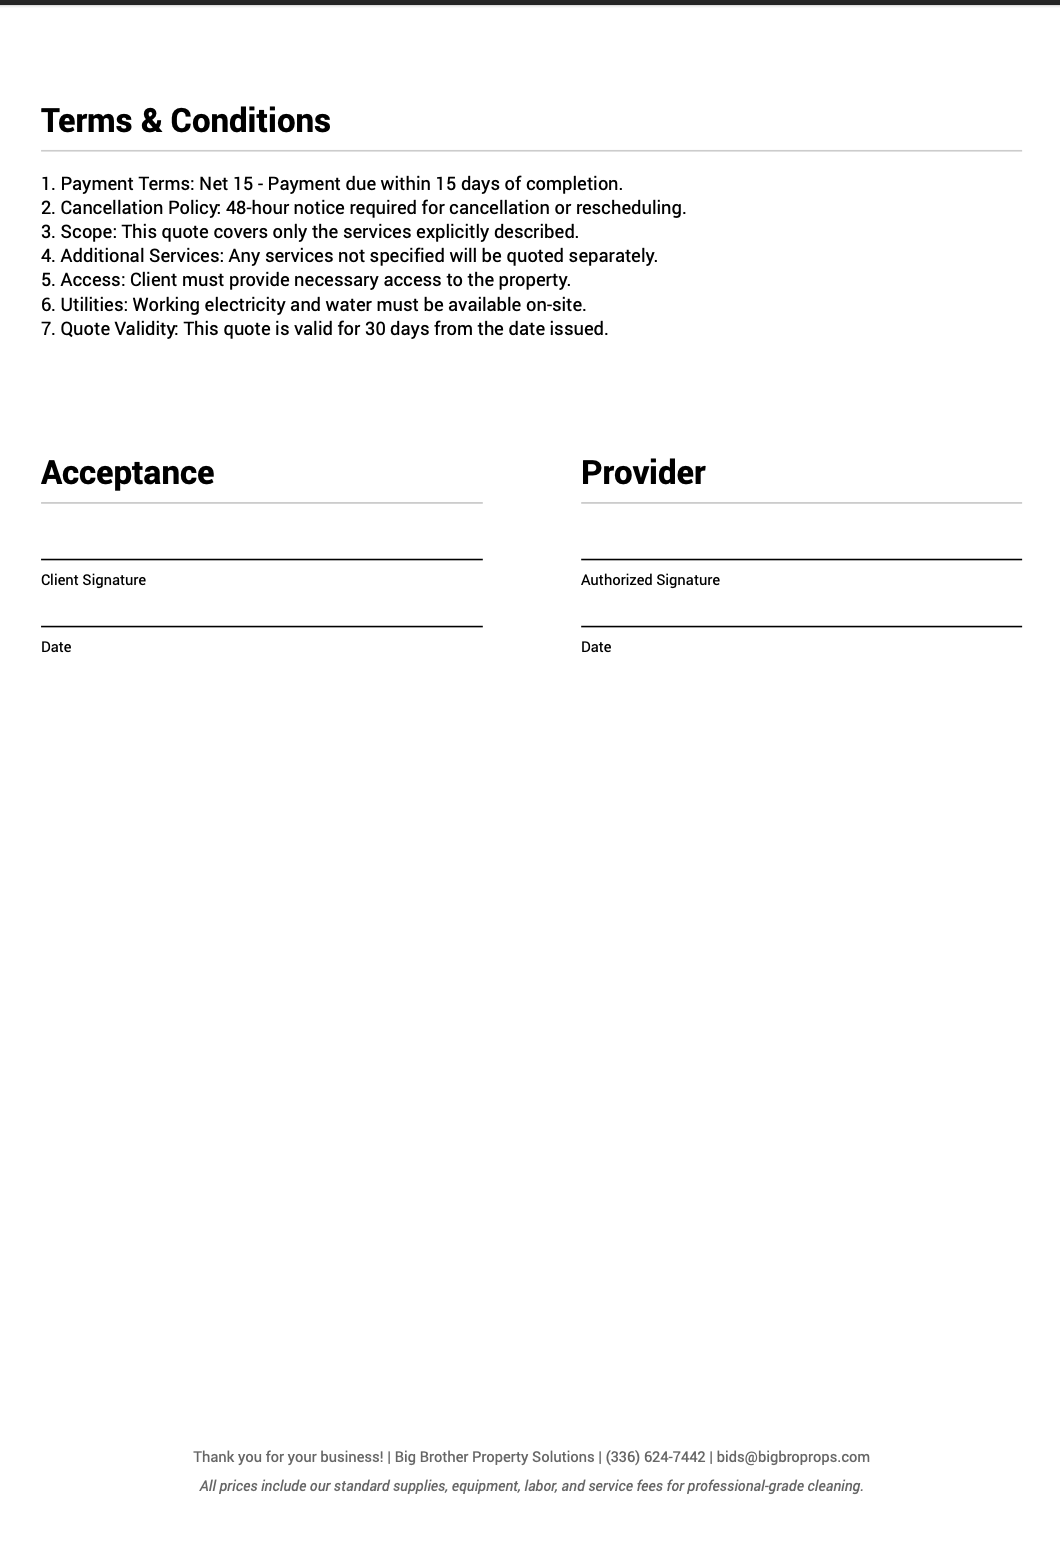 Terms & Conditions
1. Payment Terms: Net 15 - Payment due within 15 days of completion.
2. Cancellation Policy: 48-hour notice required for cancellation or rescheduling.
3. Scope: This quote covers only the services explicitly described.
4. Additional Services: Any services not specified will be quoted separately.
5. Access: Client must provide necessary access to the property.
6. Utilities: Working electricity and water must be available on-site.
7. Quote Validity: This quote is valid for 30 days from the date issued.
Acceptance
Client Signature
Date
Provider
Authorized Signature
Date
Thank you for your business! | Big Brother Property Solutions | (336) 624-7442 | bids@bigbroprops.com
All prices include our standard supplies, equipment, labor, and service fees for professional-grade cleaning.